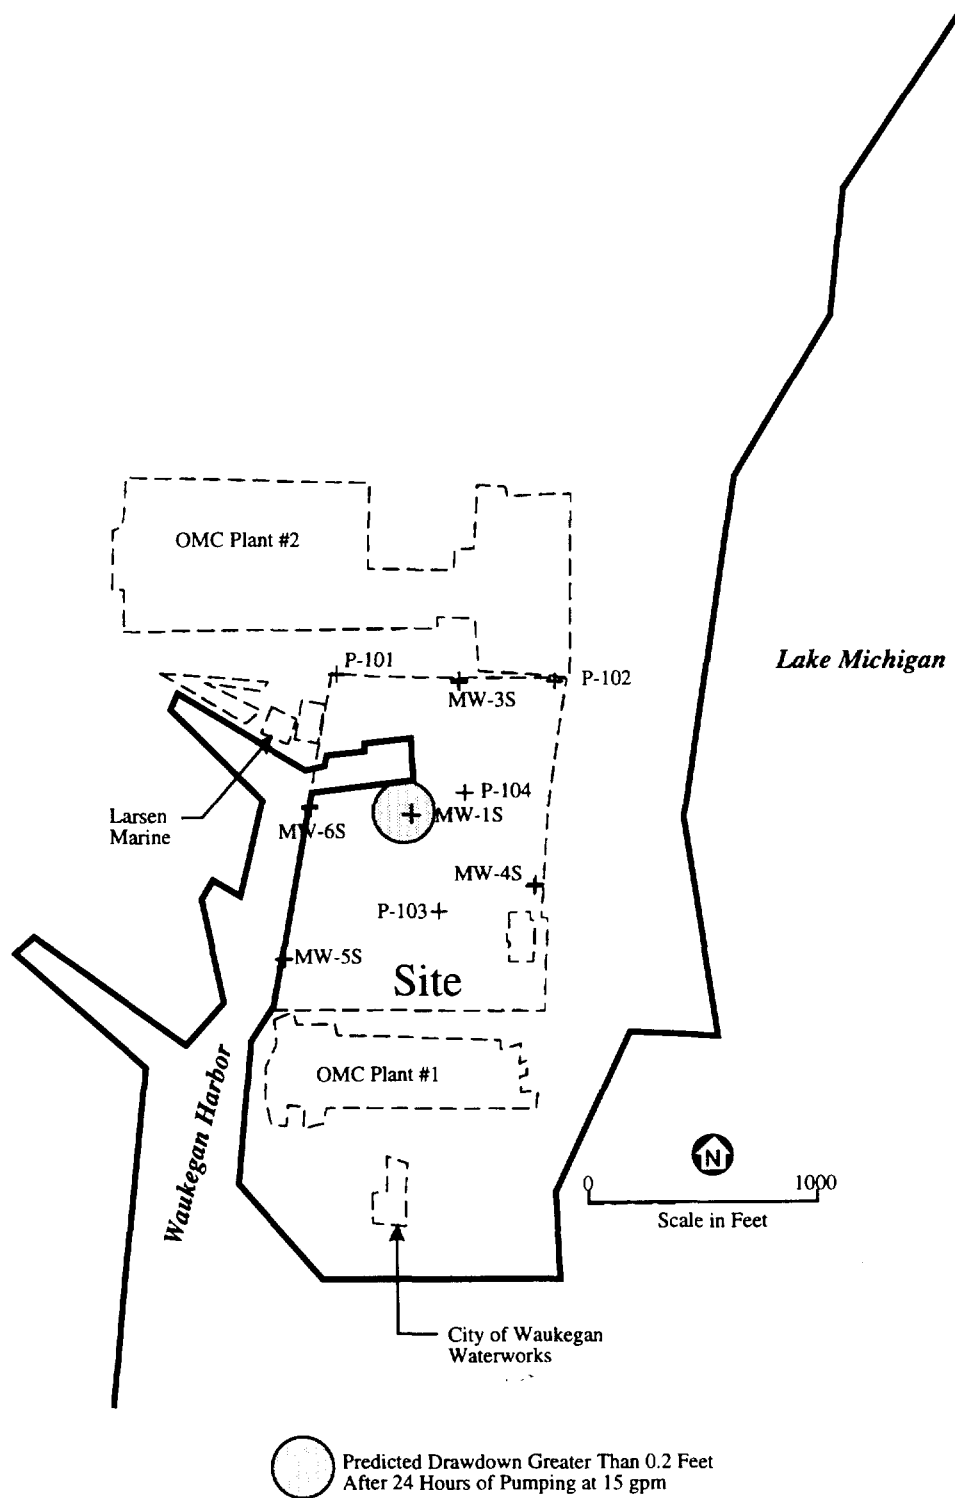 OMC Plant #2
P-101
P-102
MW-3S
Lake Michigan
P-104
MW-1S
Larsen
Marine
MW-6S
MW-4S
P-103
MW-5S
Site
OMC Plant #1
Waukegan Harbor
N
0 1000
Scale in Feet
City of Waukegan
Waterworks
Predicted Drawdown Greater Than 0.2 Feet
After 24 Hours of Pumping at 15 gpm